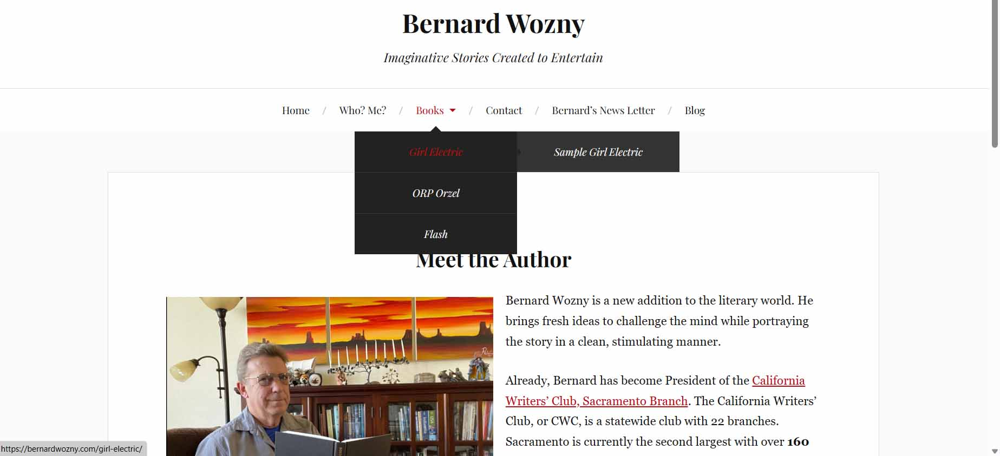 Bernard Wozny
Imaginative Stories Created to Entertain
Home / Who? Me? / Books / Contact / Bernard’s News Letter / Blog
Girl Electric
Sample Girl Electric
ORP Orzel
Flash
Meet the Author
Bernard Wozny is a new addition to the literary world. He
brings fresh ideas to challenge the mind while portraying
the story in a clean, stimulating manner.
Already, Bernard has become President of the California
Writers’ Club, Sacramento Branch. The California Writers’
Club, or CWC, is a statewide club with 22 branches.
Sacramento is currently the second largest with over 160
https://bernardwozny.com/girl-electric/